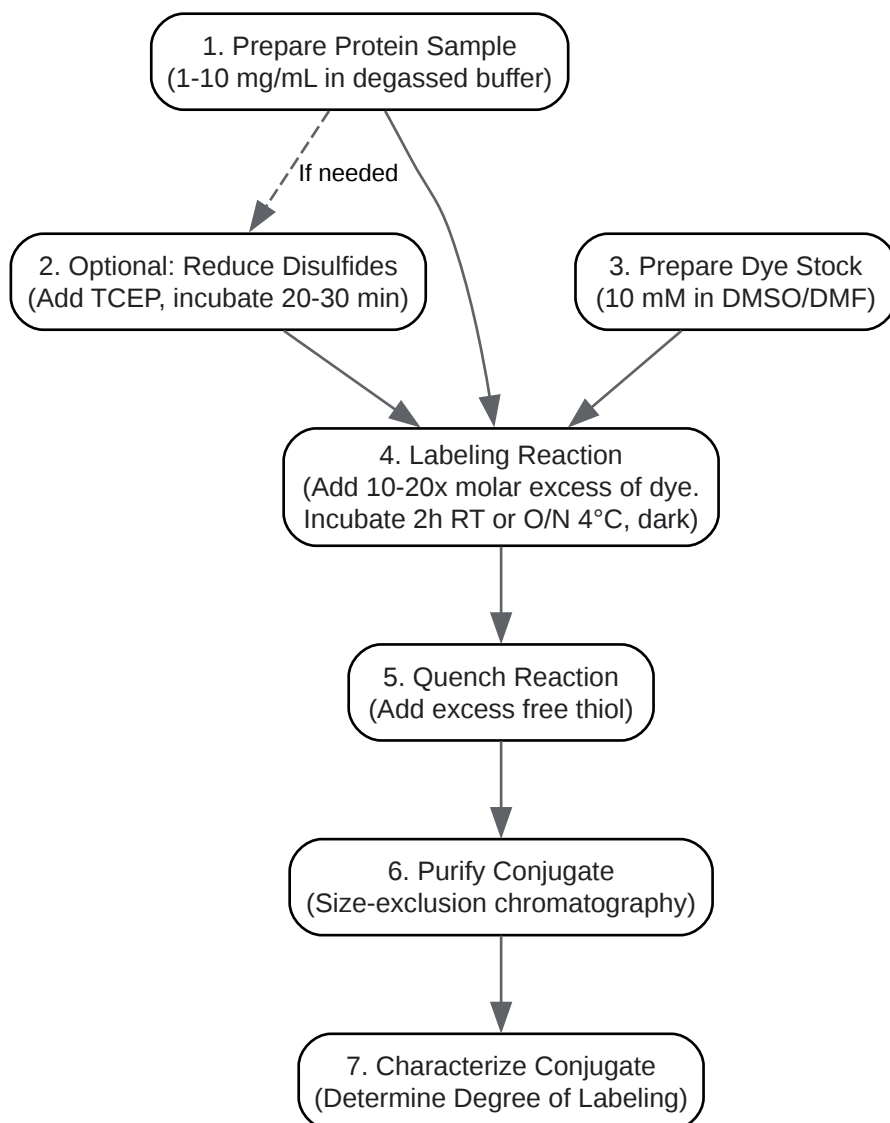 1. Prepare Protein Sample
(1-10 mg/mL in degassed buffer)
If needed
2. Optional: Reduce Disulfides
(Add TCEP, incubate 20-30 min)
3. Prepare Dye Stock
(10 mM in DMSO/DMF)
4. Labeling Reaction
(Add 10-20x molar excess of dye.
Incubate 2h RT or O/N 4°C, dark)
5. Quench Reaction
(Add excess free thiol)
6. Purify Conjugate
(Size-exclusion chromatography)
7. Characterize Conjugate
(Determine Degree of Labeling)